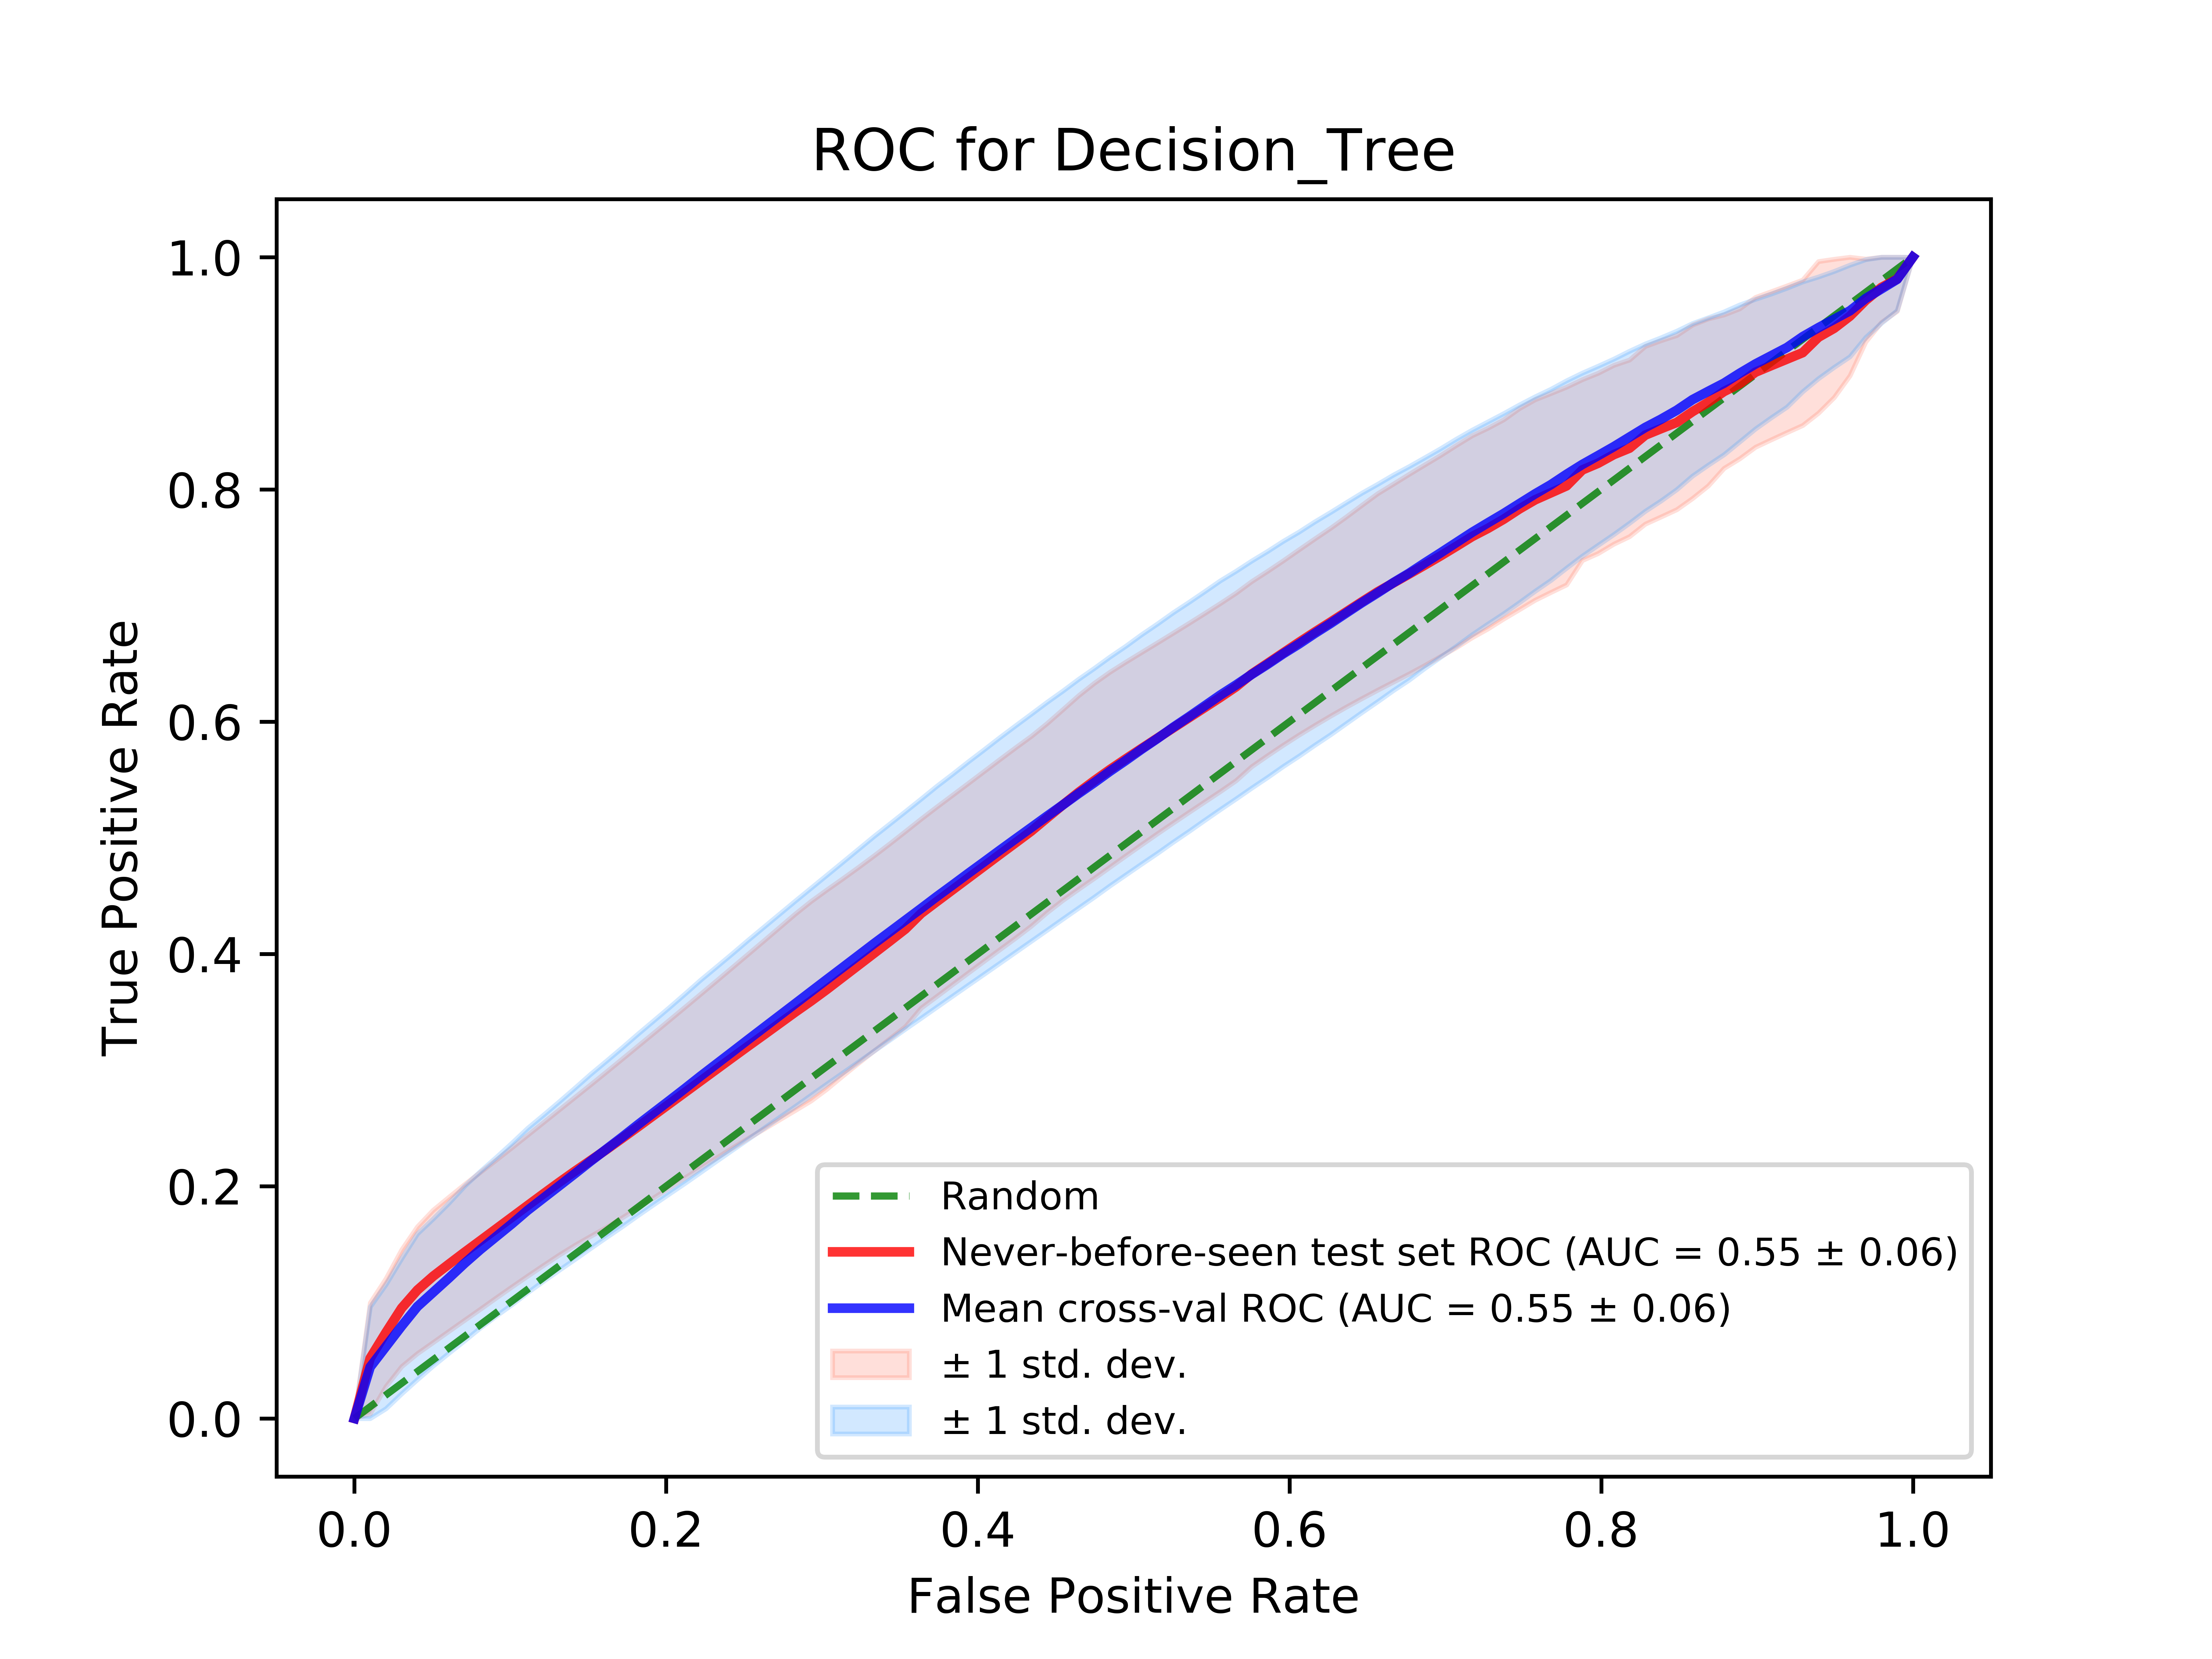 ROC for Decision_Tree
True Positive Rate
1.0
0.8
0.6
0.4
0.2
0.0
Random
Never-before-seen test set ROC (AUC = 0.55 ± 0.06)
Mean cross-val ROC (AUC = 0.55 ± 0.06)
± 1 std. dev.
± 1 std. dev.
0.0 0.2 0.4 0.6 0.8 1.0
False Positive Rate